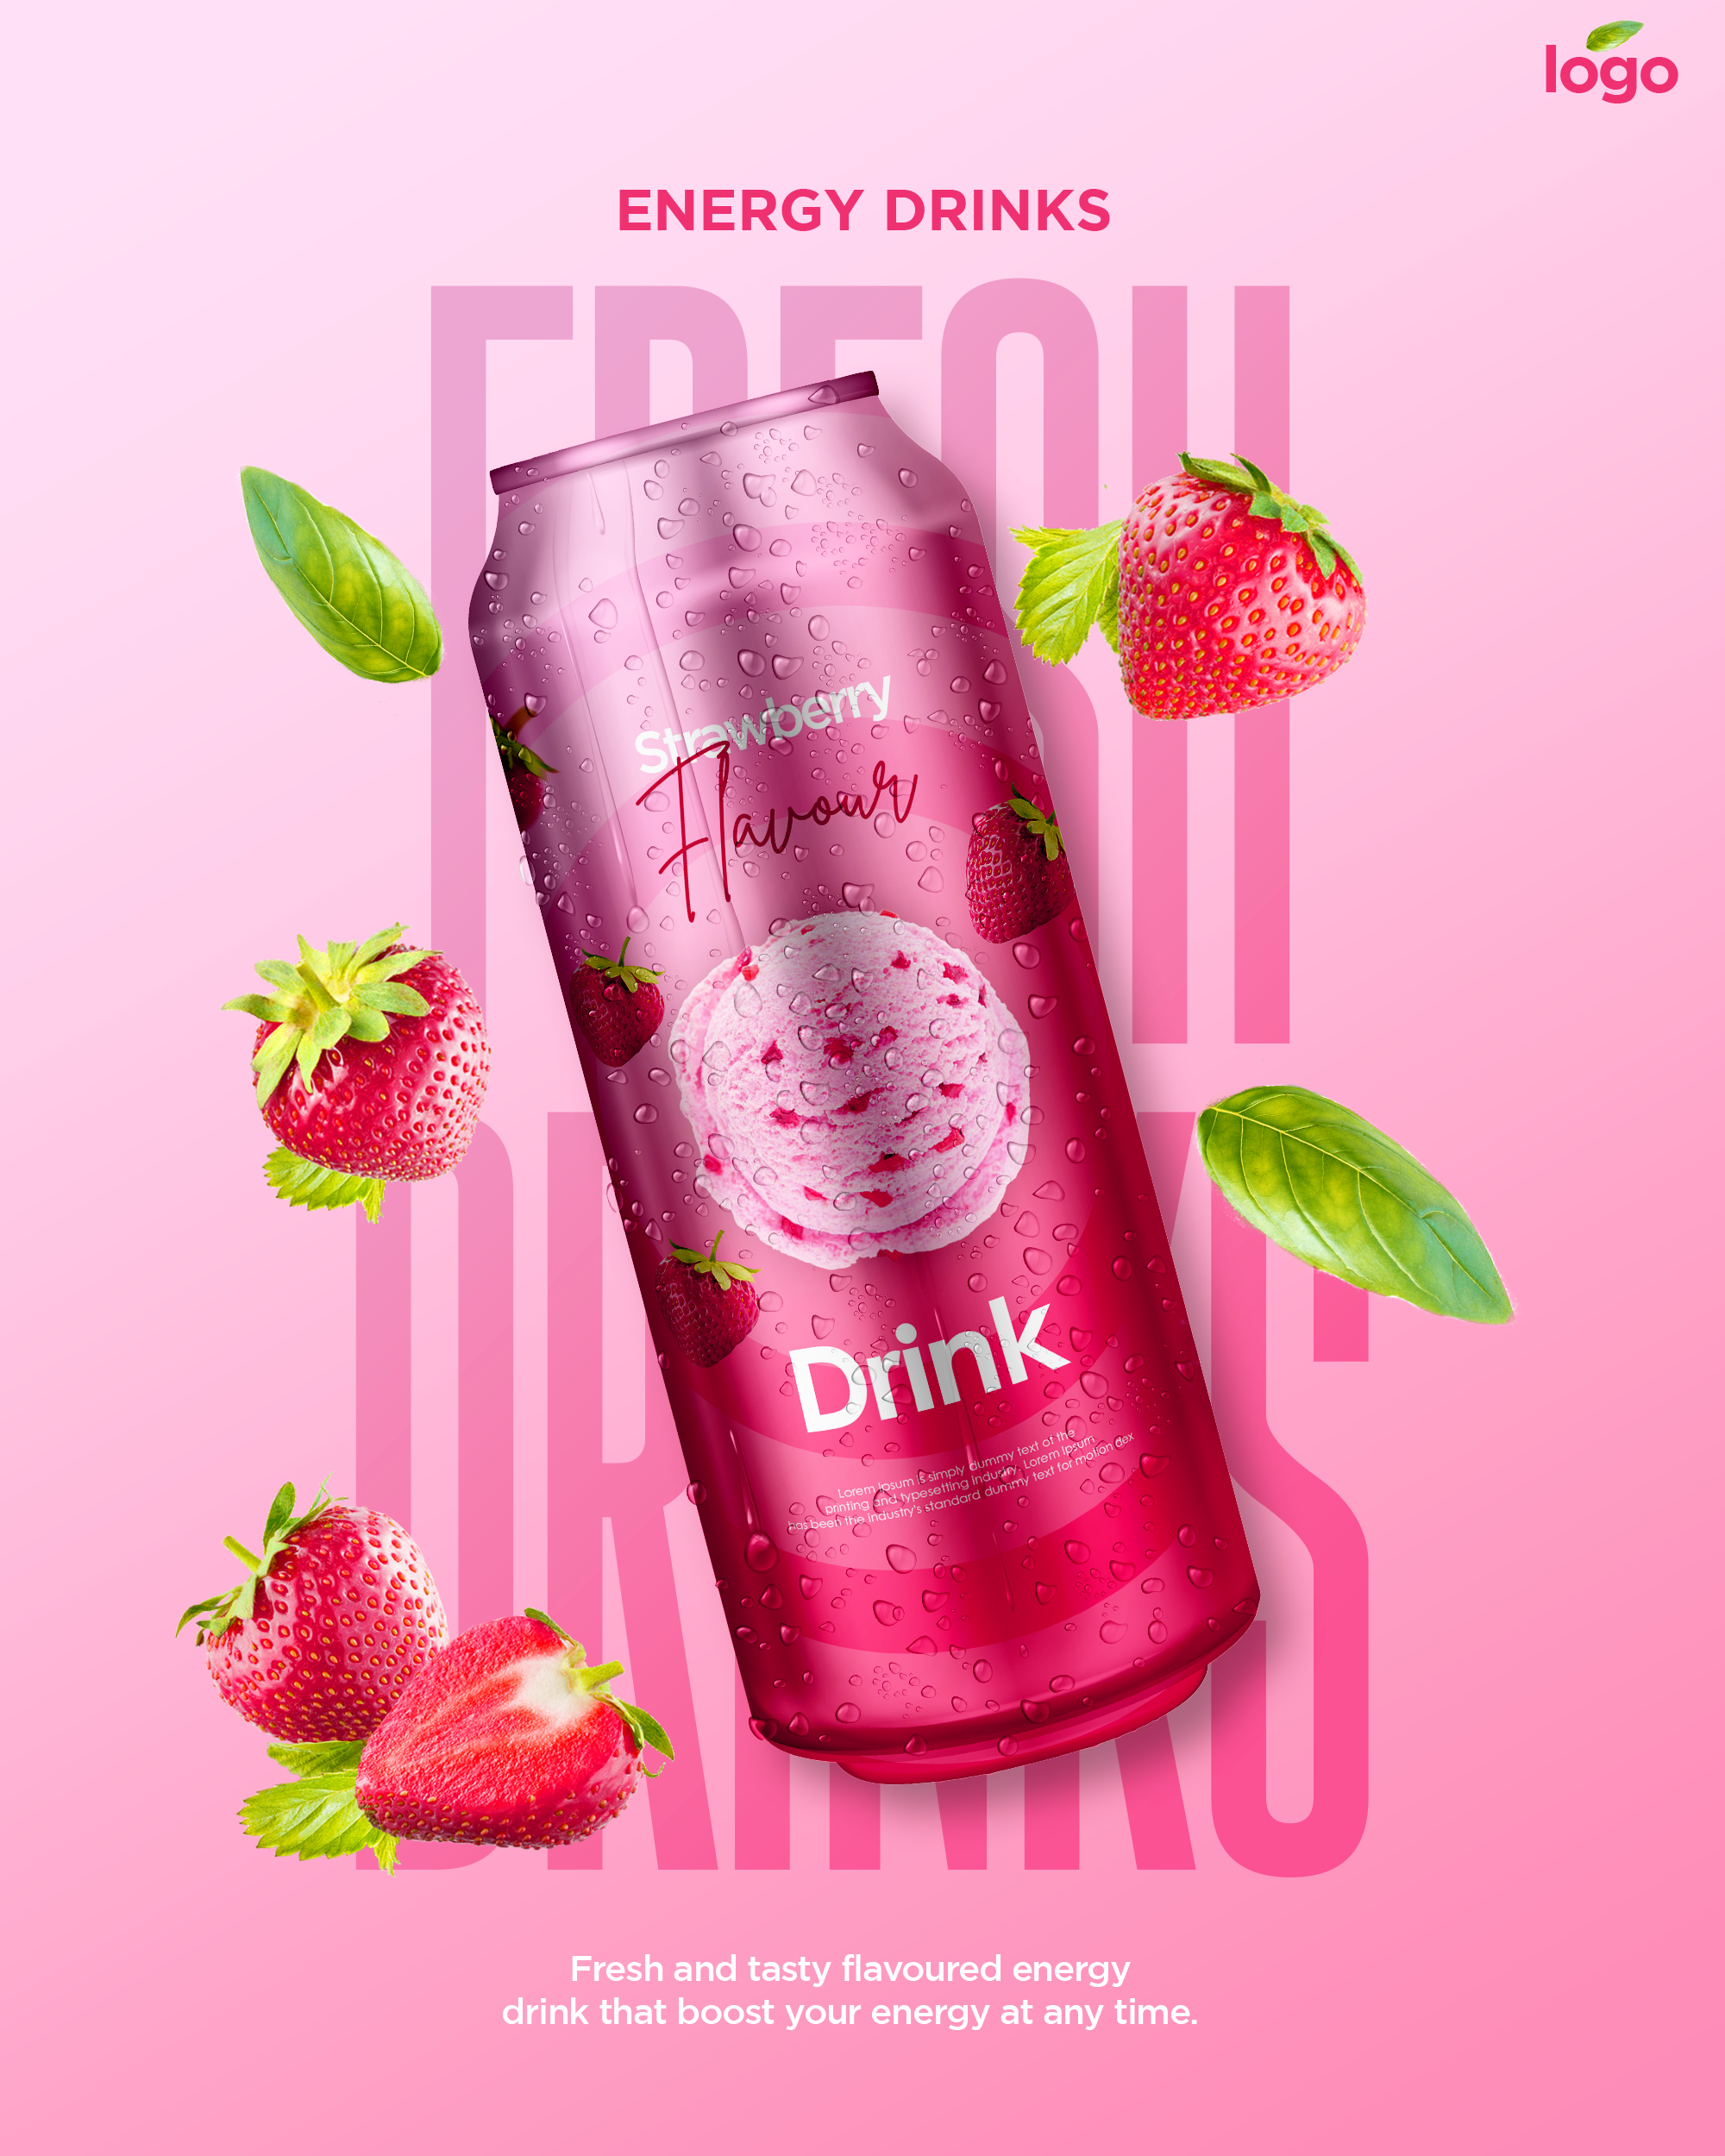 logo
ENERGY DRINKS
FRESH
DRINKS
Strawberry
Flavour
Drink
Lorem Ipsum is simply dummy text of the
printing and typesetting industry. Lorem Ipsum
has been the industry's standard dummy text for motion dex
Fresh and tasty flavoured energy
drink that boost your energy at any time.